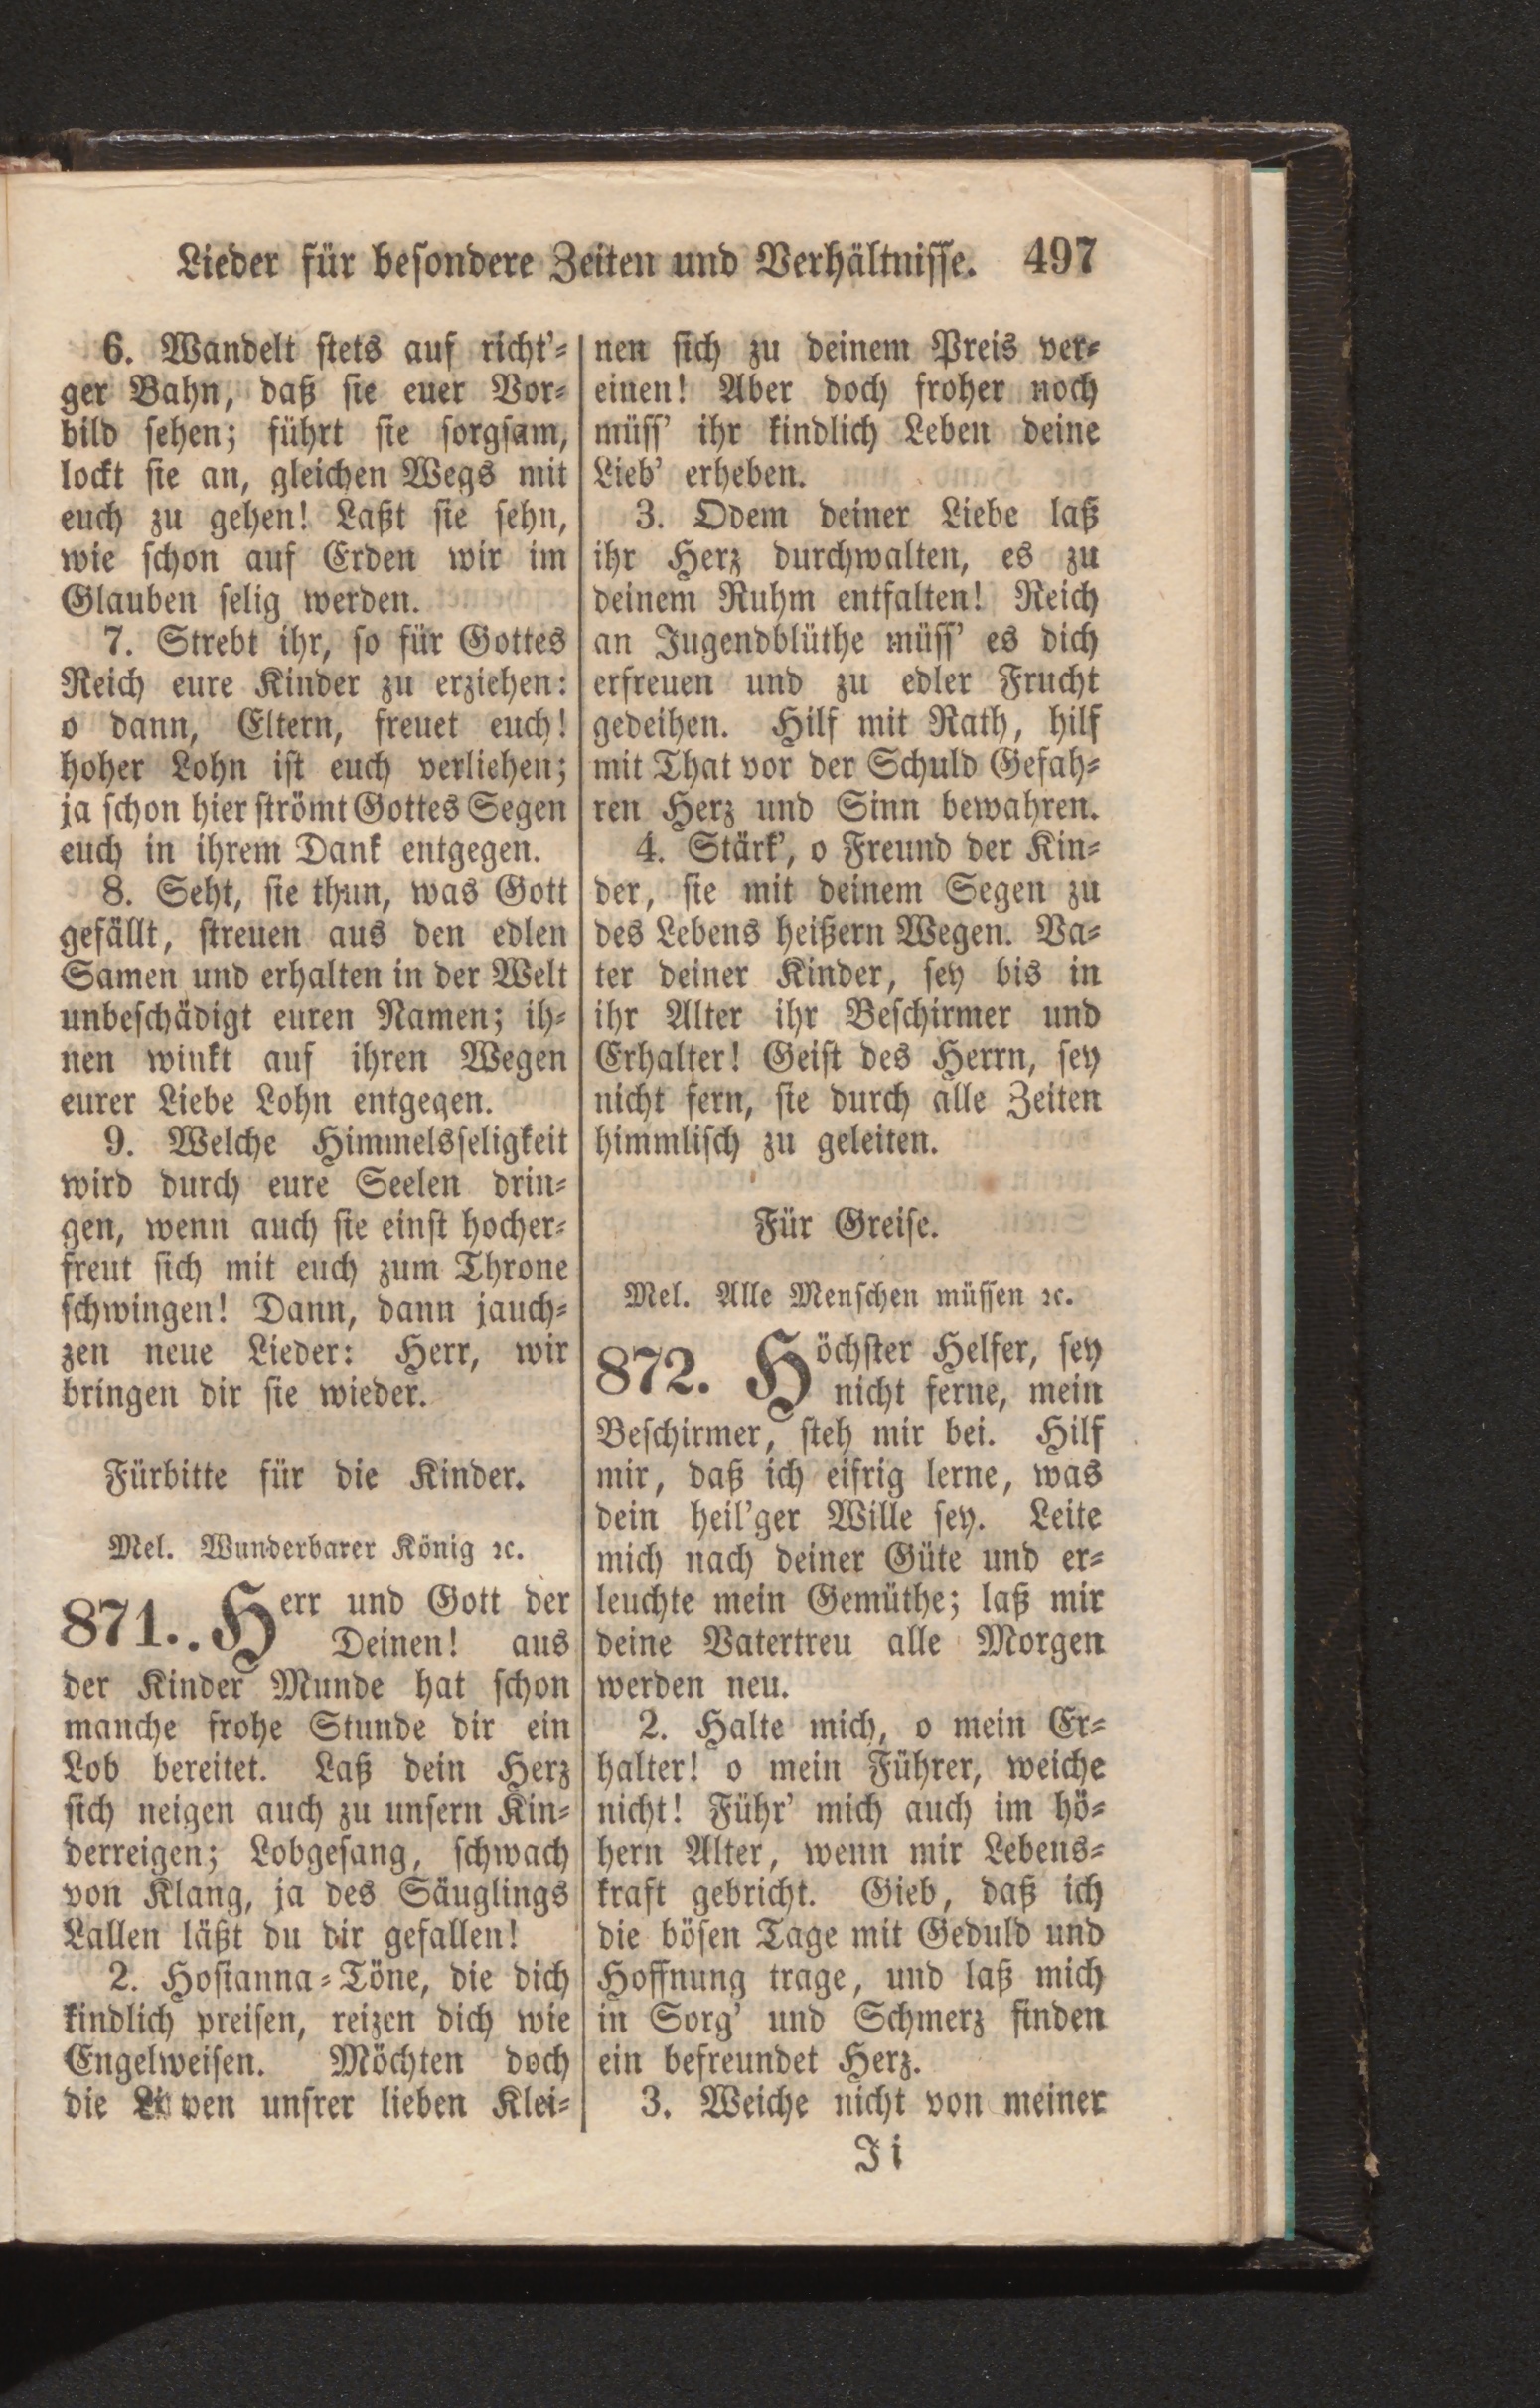 Lieder für besondere Zeiten und Verhältnisse. 497
6. Wandelt stets auf richt'-
ger Bahn, daß sie euer Vor-
bild sehen; führt sie sorgsam,
lockt sie an, gleichen Wegs mit
euch zu gehen! Laßt sie sehn,
wie schon auf Erden wir im
Glauben selig werden.
7. Strebt ihr, so für Gottes
Reich eure Kinder zu erziehen:
o dann, Eltern, freuet euch!
hoher Lohn ist euch verliehen;
ja schon hier strömt Gottes Segen
euch in ihrem Dank entgegen.
8. Seht, sie thun, was Gott
gefällt, streuen aus den edlen
Samen und erhalten in der Welt
unbeschädigt euren Namen; ih-
nen winkt auf ihren Wegen
eurer Liebe Lohn entgegen.
9. Welche Himmelsseligkeit
wird durch eure Seelen drin-
gen, wenn auch sie einst hocher-
freut sich mit euch zum Throne
schwingen! Dann, dann jauch-
zen neue Lieder: Herr, wir
bringen dir sie wieder.
Fürbitte für die Kinder.
Mel. Wunderbarer König ꝛc.
871.. Herr und Gott der
Deinen! aus
der Kinder Munde hat schon
manche frohe Stunde dir ein
Lob bereitet. Laß dein Herz
sich neigen auch zu unsern Kin-
derreigen; Lobgesang, schwach
von Klang, ja des Säuglings
Lallen läßt du dir gefallen!
2. Hosianna-Töne, die dich
kindlich preisen, reizen dich wie
Engelweisen. Möchten doch
die unsrer lieben Klei-
nen sich zu deinem Preis ver-
einen! Aber doch froher noch
müss' ihr kindlich Leben deine
Lieb' erheben.
3. Odem deiner Liebe laß
ihr Herz durchwalten, es zu
deinem Ruhm entfalten! Reich
an Jugendblüthe müss' es dich
erfreuen und zu edler Frucht
gedeihen. Hilf mit Rath, hilf
mit That vor der Schuld Gefah-
ren Herz und Sinn bewahren.
4. Stärk', o Freund der Kin-
der, sie mit deinem Segen zu
des Lebens heißern Wegen. Va-
ter deiner Kinder, sey bis in
ihr Alter ihr Beschirmer und
Erhalter! Geist des Herrn, sey
nicht fern, sie durch alle Zeiten
himmlisch zu geleiten.
Für Greise.
Mel. Alle Menschen müssen ꝛc.
872. Höchster Helfer, sey
nicht ferne, mein
Beschirmer, steh mir bei. Hilf
mir, daß ich eifrig lerne, was
dein heil'ger Wille sey. Leite
mich nach deiner Güte und er-
leuchte mein Gemüthe; laß mir
deine Vatertreu alle Morgen
werden neu.
2. Halte mich, o mein Er-
halter! o mein Führer, weiche
nicht! Führ' mich auch im hö-
hern Alter, wenn mir Lebens-
kraft gebricht. Gieb, daß ich
die bösen Tage mit Geduld und
Hoffnung trage, und laß mich
in Sorg' und Schmerz finden
ein befreundet Herz.
3. Weiche nicht von meiner
Ji